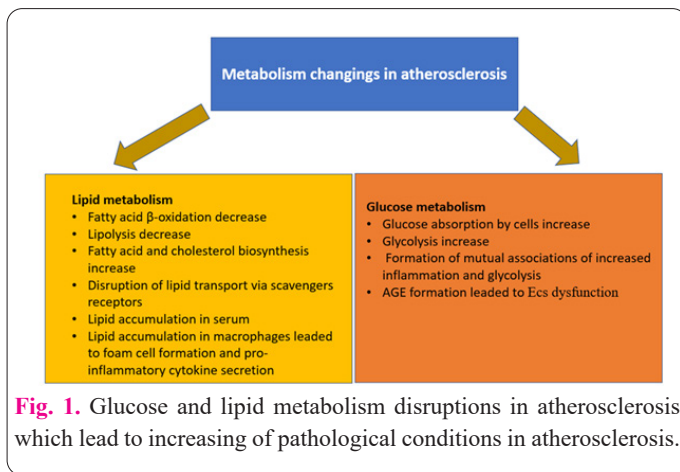 Metabolism changings in atherosclerosis
Lipid metabolism
• Fatty acid β-oxidation decrease
• Lipolysis decrease
• Fatty acid and cholesterol biosynthesis
increase
• Disruption of lipid transport via scavengers
receptors
• Lipid accumulation in serum
• Lipid accumulation in macrophages leaded
to foam cell formation and pro-
inflammatory cytokine secretion
Glucose metabolism
• Glucose absorption by cells increase
• Glycolysis increase
• Formation of mutual associations of increased
inflammation and glycolysis
• AGE formation leaded to Ecs dysfunction
Fig. 1. Glucose and lipid metabolism disruptions in atherosclerosis
which lead to increasing of pathological conditions in atherosclerosis.